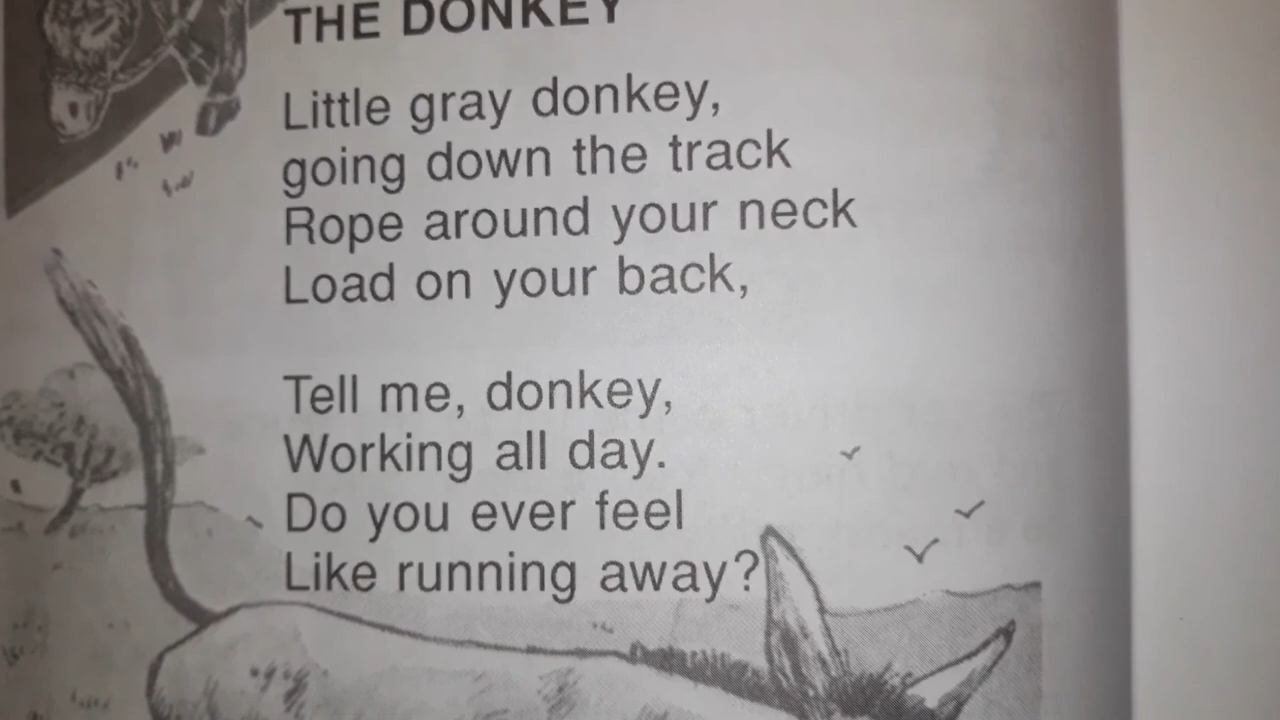 THE DONKEY
Little gray donkey,
going down the track
Rope around your neck
Load on your back,
Tell me, donkey,
Working all day.
Do you ever feel
Like running away?